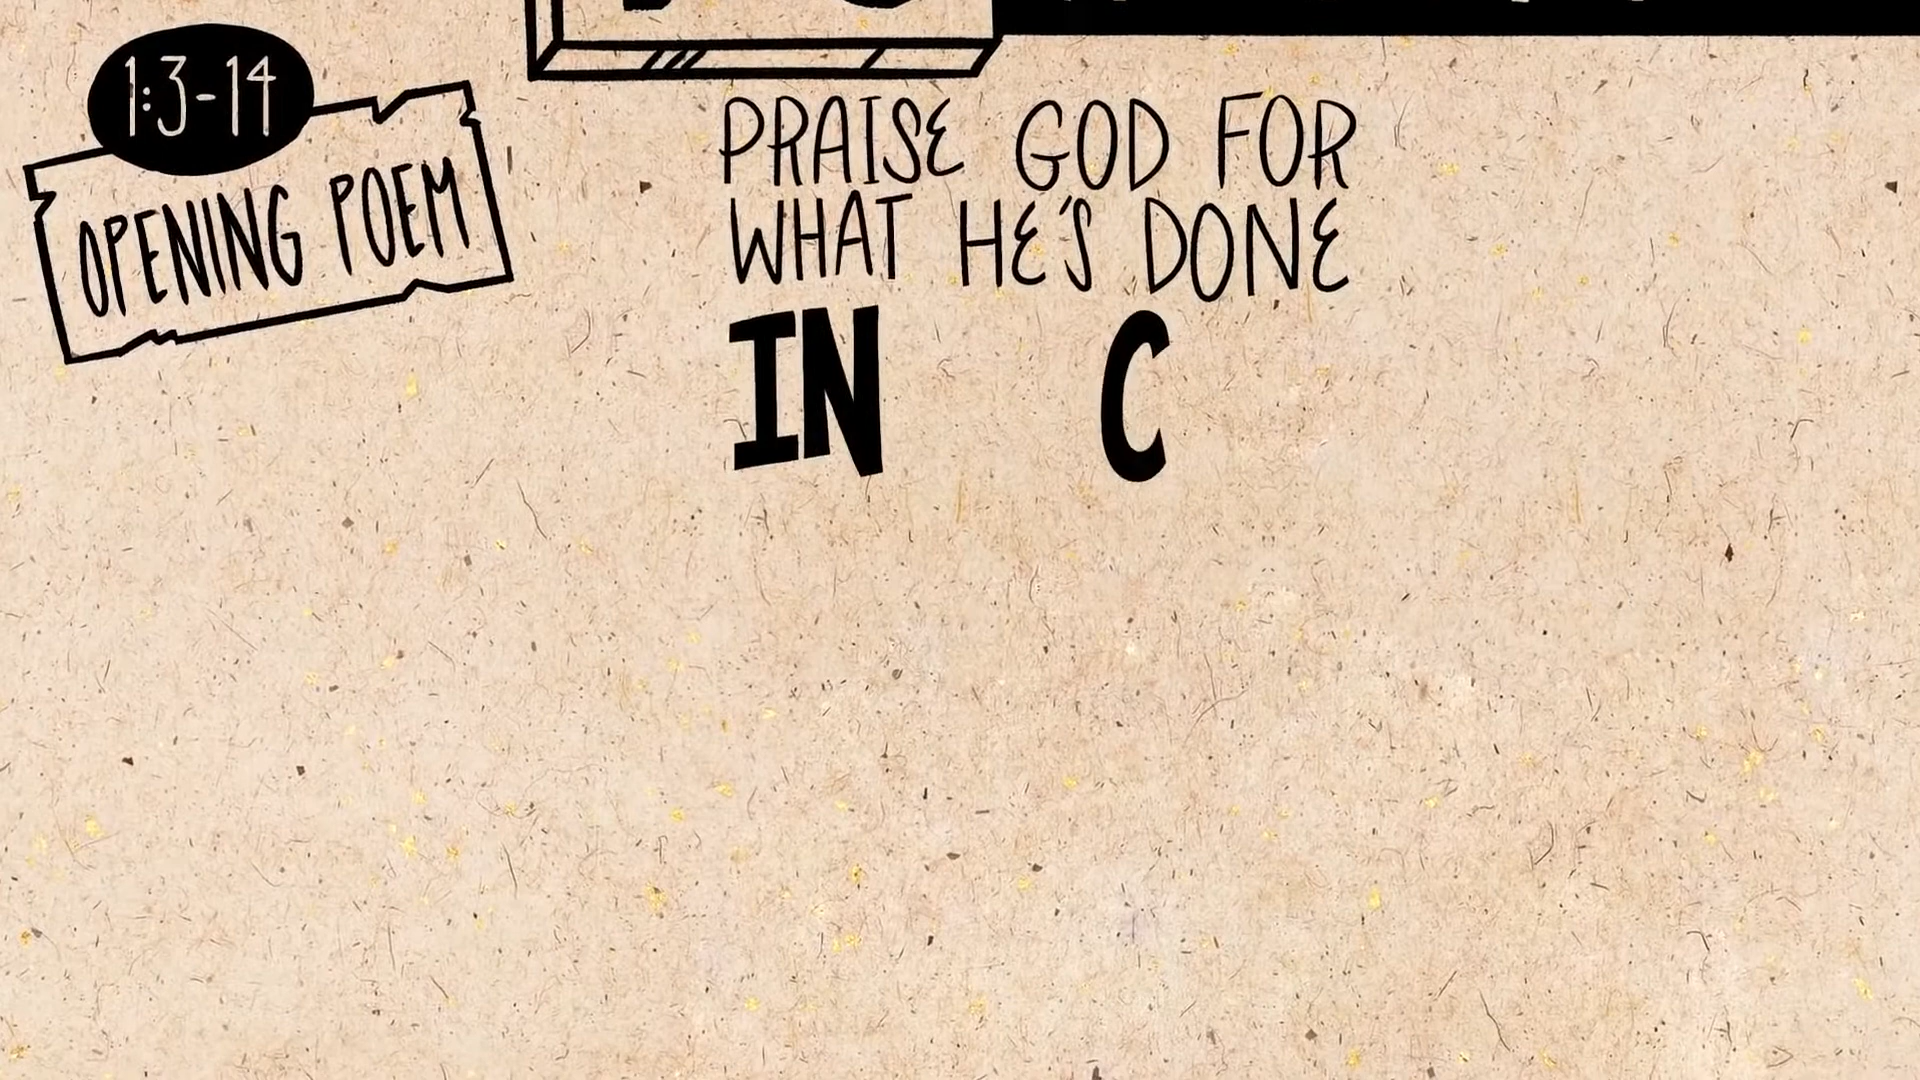 1:3-14
OPENING POEM
PRAISE GOD FOR
WHAT HE'S DONE
IN C